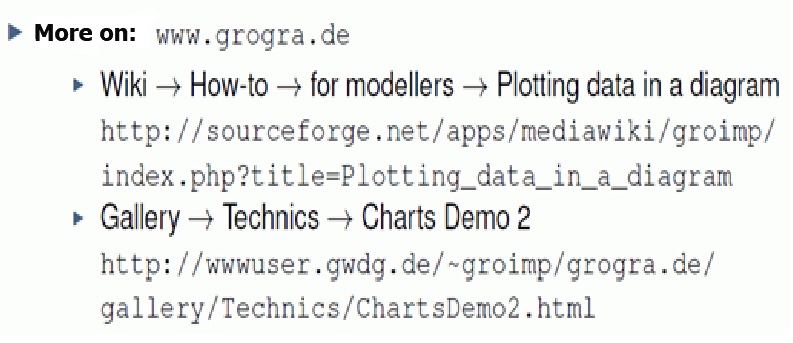 More on: www.grogra.de
Wiki → How-to → for modellers → Plotting data in a diagram
http://sourceforge.net/apps/mediawiki/groimp/
index.php?title=Plotting_data_in_a_diagram
Gallery → Technics → Charts Demo 2
http://wwwuser.gwdg.de/~groimp/grogra.de/
gallery/Technics/ChartsDemo2.html